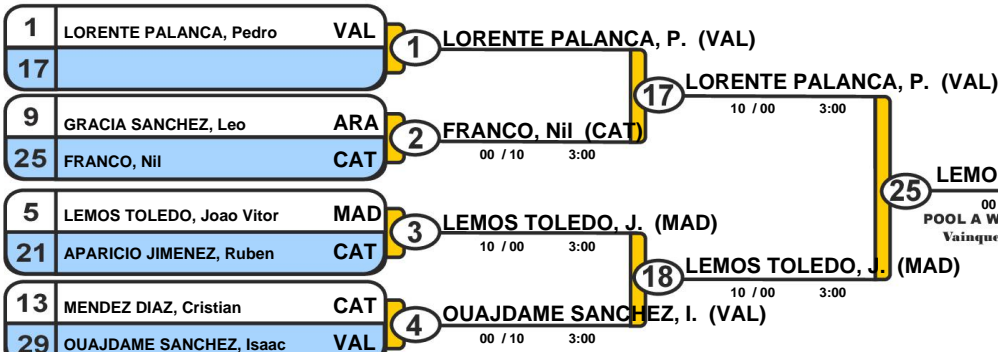 1 LORENTE PALANCA, Pedro VAL
17
1 LORENTE PALANCA, P. (VAL)
9 GRACIA SANCHEZ, Leo ARA
25 FRANCO, Nil CAT
2 FRANCO, Nil (CAT)
00 / 10 3:00
17 LORENTE PALANCA, P. (VAL)
10 / 00 3:00
5 LEMOS TOLEDO, Joao Vitor MAD
21 APARICIO JIMENEZ, Ruben CAT
3 LEMOS TOLEDO, J. (MAD)
10 / 00 3:00
13 MENDEZ DIAZ, Cristian CAT
29 OUAJDAME SANCHEZ, Isaac VAL
4 OUAJDAME SANCHEZ, I. (VAL)
00 / 10 3:00
18 LEMOS TOLEDO, J. (MAD)
10 / 00 3:00
25 LEMO
00
POOL A W
Vainque